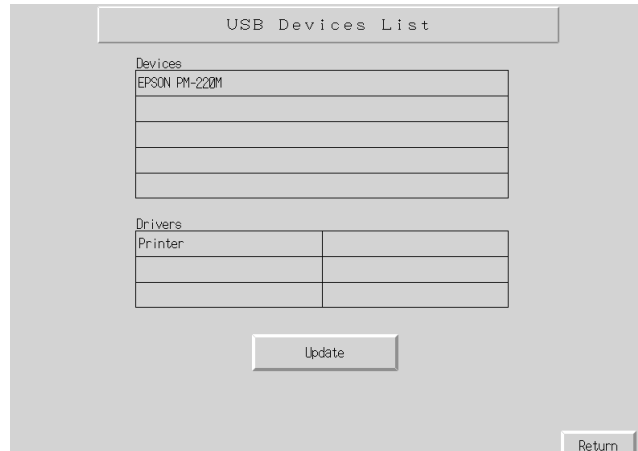 USB Devices List
Devices
EPSON PM-220M
Drivers
Printer
Update
Return